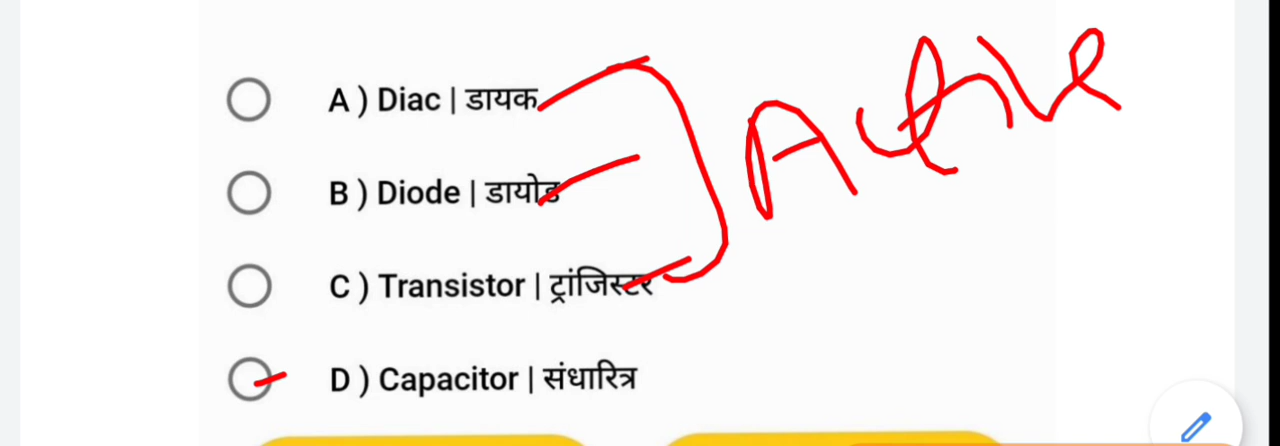 A ) Diac | डायक
B ) Diode | डायोड
C ) Transistor | ट्रांजिस्टर
D ) Capacitor | संधारित्र
Active